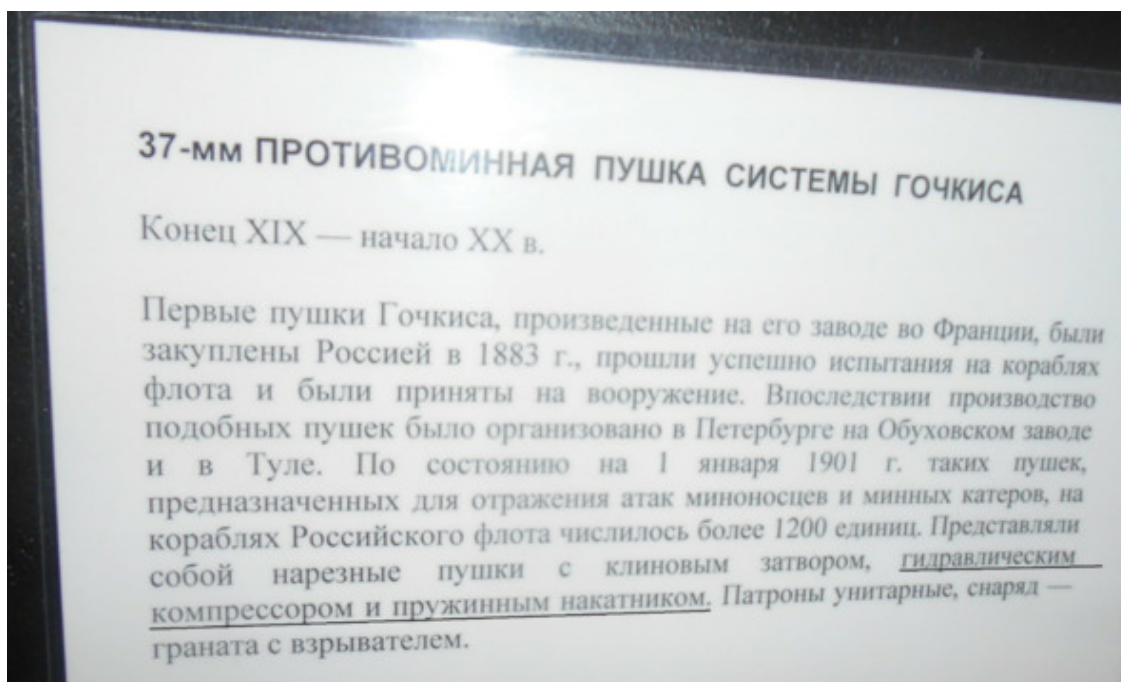 37-мм ПРОТИВОМИННАЯ ПУШКА СИСТЕМЫ ГОЧКИСА
Конец XIX — начало XX в.
Первые пушки Гочкиса, произведенные на его заводе во Франции, были
закуплены Россией в 1883 г., прошли успешно испытания на кораблях
флота и были приняты на вооружение. Впоследствии производство
подобных пушек было организовано в Петербурге на Обуховском заводе
и в Туле. По состоянию на 1 января 1901 г. таких пушек,
предназначенных для отражения атак миноносцев и минных катеров, на
кораблях Российского флота числилось более 1200 единиц. Представляли
собой нарезные пушки с клиновым затвором, гидравлическим
компрессором и пружинным накатником. Патроны унитарные, снаряд —
граната с взрывателем.